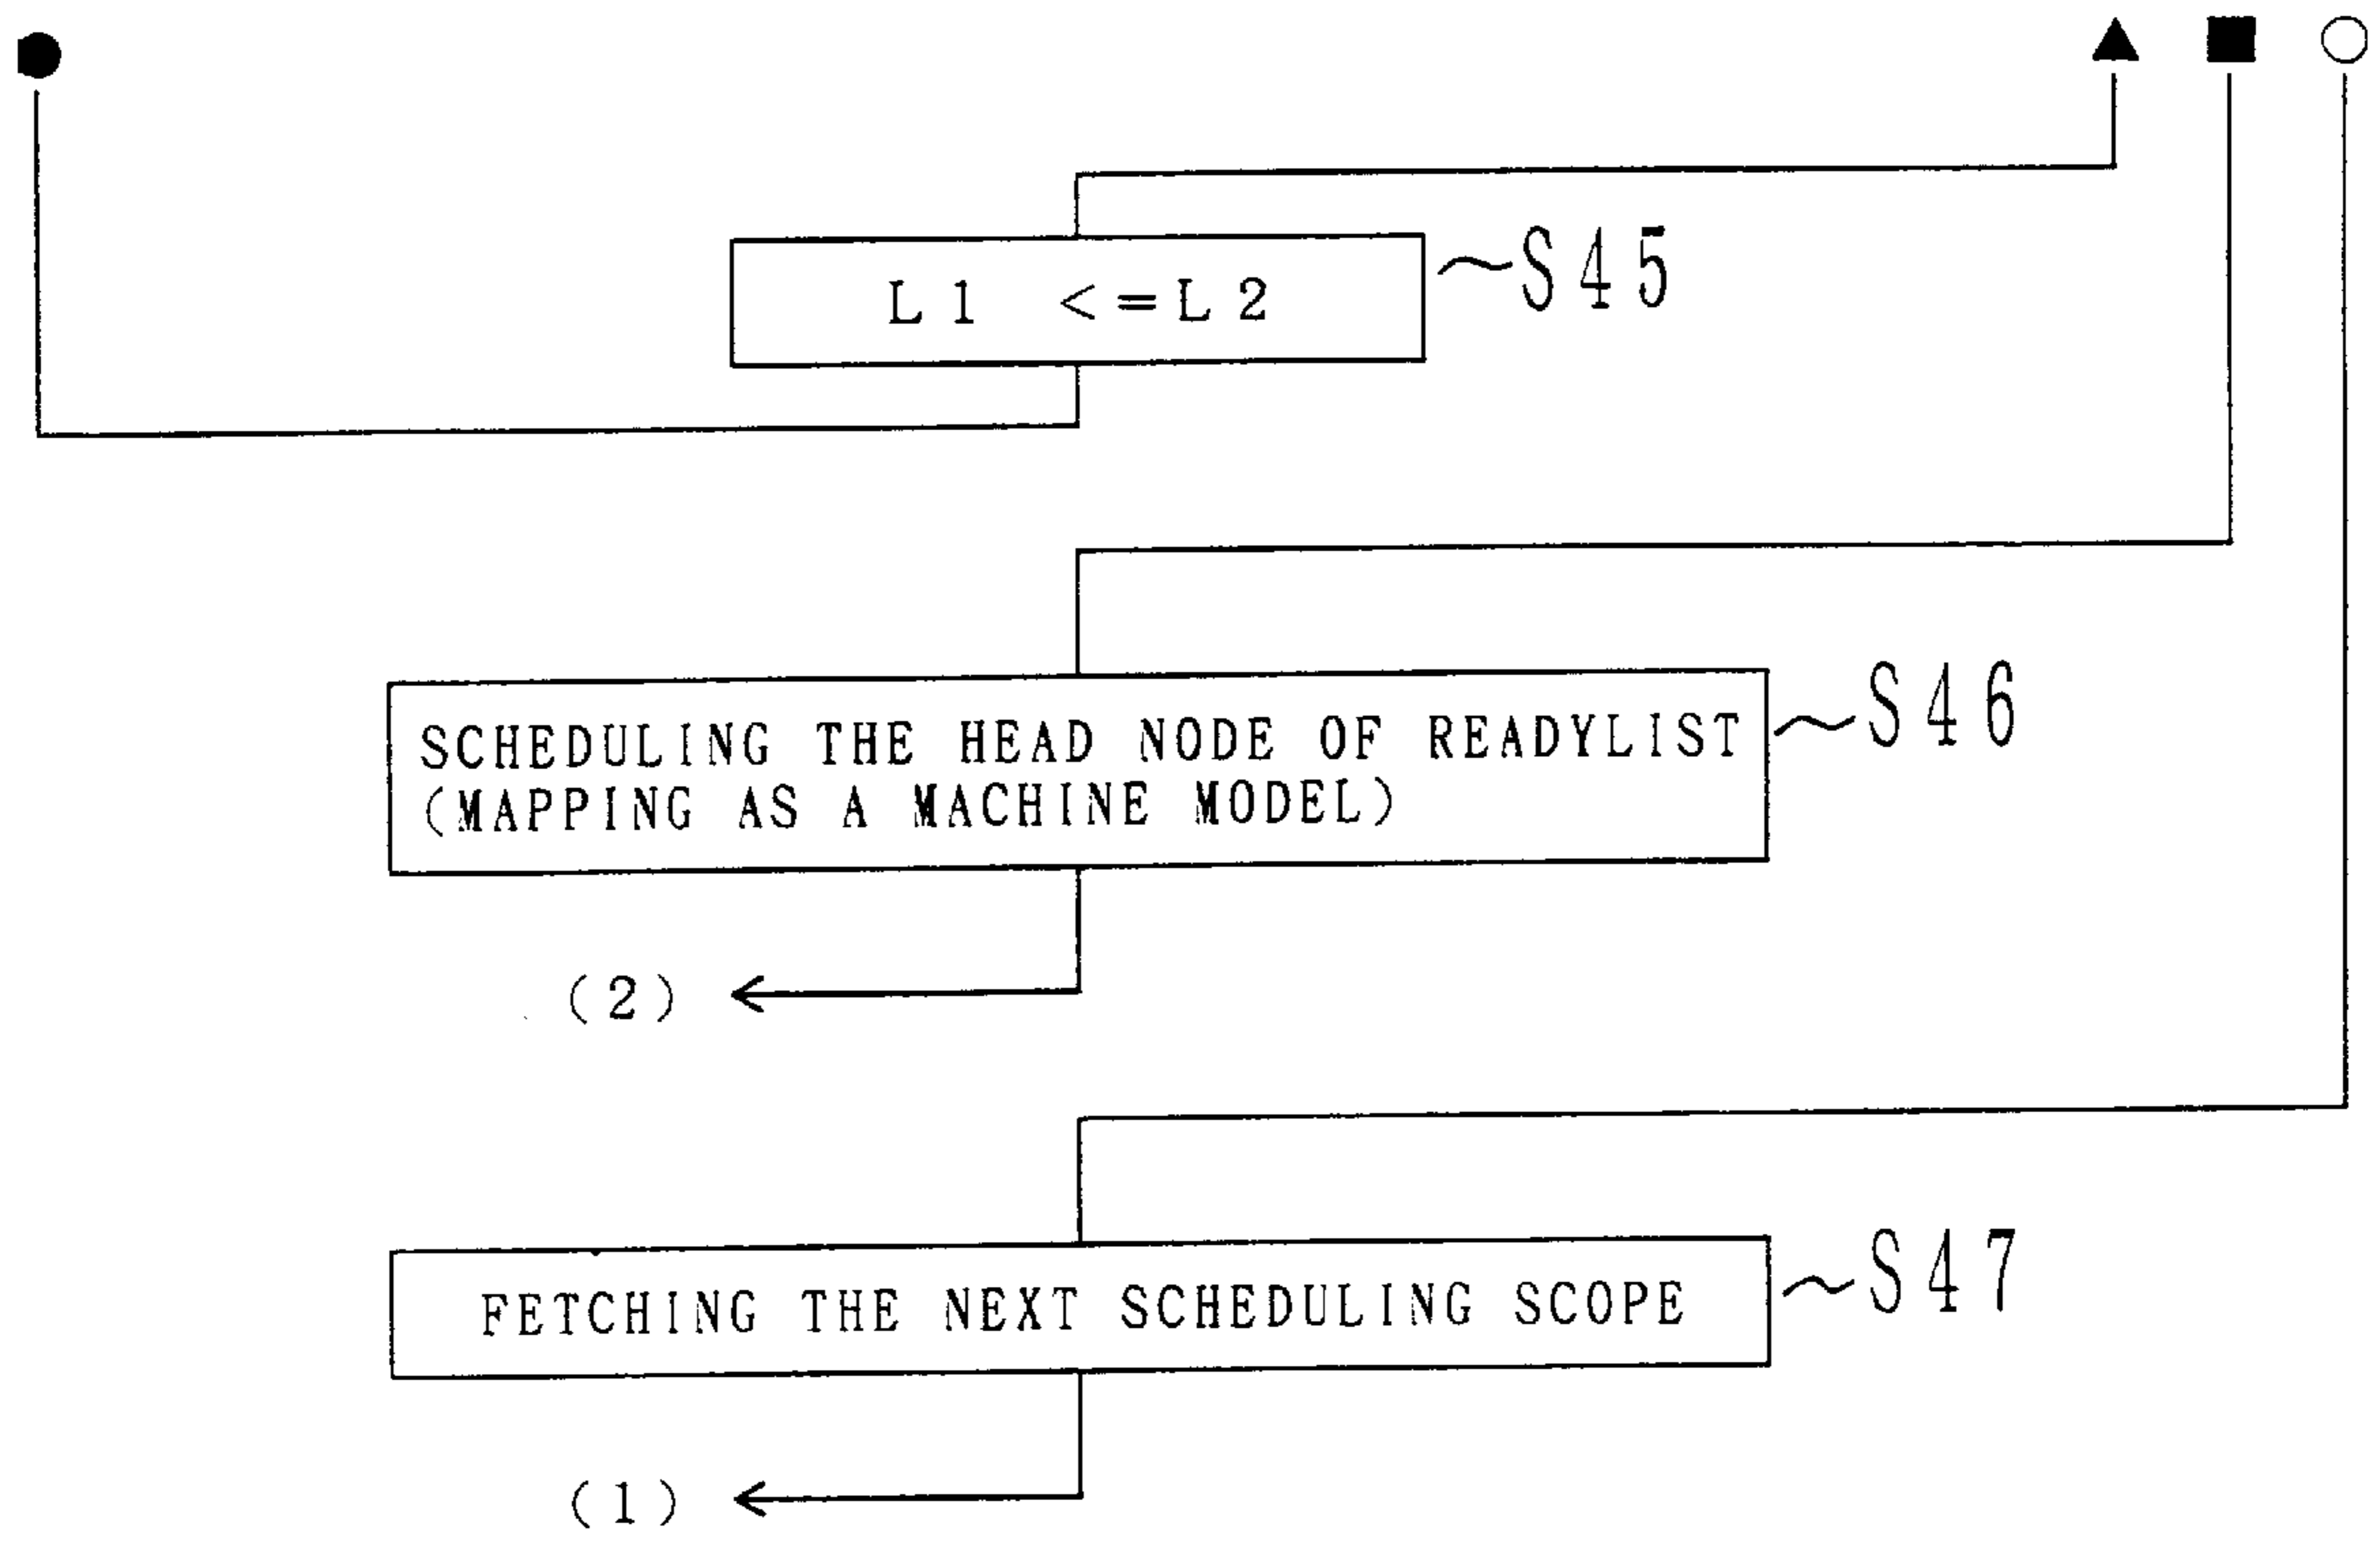 L1 <=L2
~S45
SCHEDULING THE HEAD NODE OF READYLIST
(MAPPING AS A MACHINE MODEL)
~S46
(2)
FETCHING THE NEXT SCHEDULING SCOPE
~S47
(1)